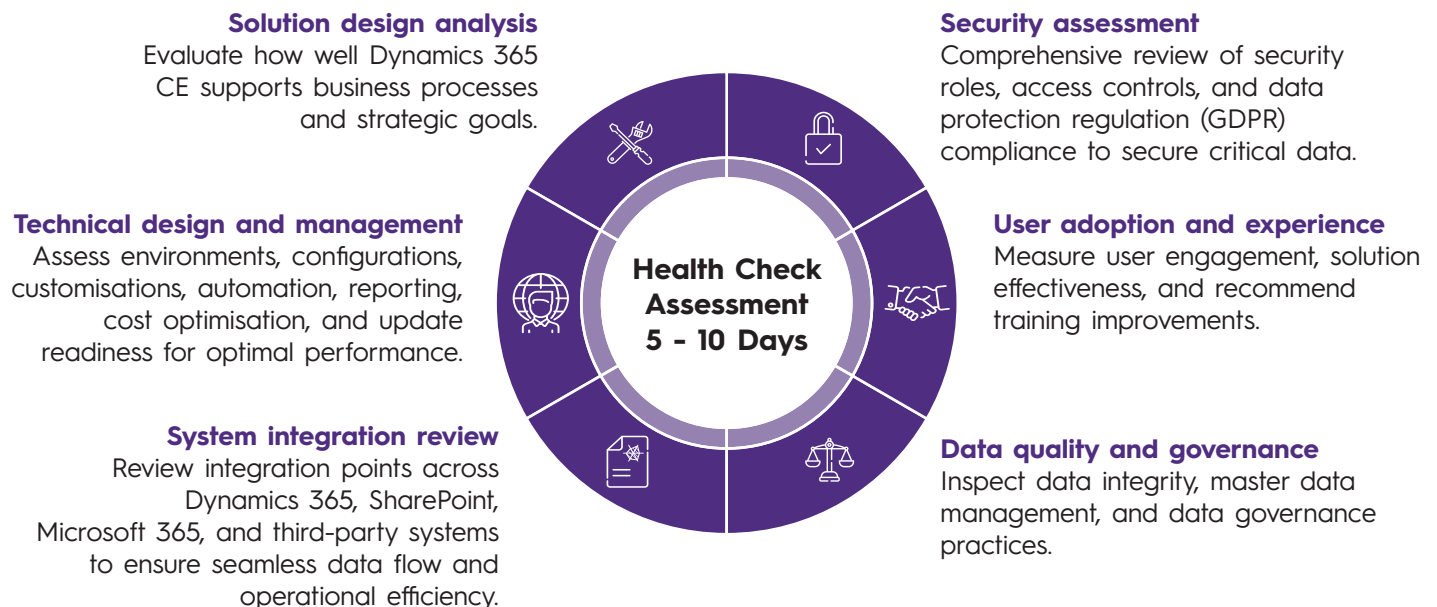 Solution design analysis
Evaluate how well Dynamics 365
CE supports business processes
and strategic goals.
Technical design and management
Assess environments, configurations,
customisations, automation, reporting,
cost optimisation, and update
readiness for optimal performance.
System integration review
Review integration points across
Dynamics 365, SharePoint,
Microsoft 365, and third-party systems
to ensure seamless data flow and
operational efficiency.
Health Check
Assessment
5 - 10 Days
Security assessment
Comprehensive review of security
roles, access controls, and data
protection regulation (GDPR)
compliance to secure critical data.
User adoption and experience
Measure user engagement, solution
effectiveness, and recommend
training improvements.
Data quality and governance
Inspect data integrity, master data
management, and data governance
practices.